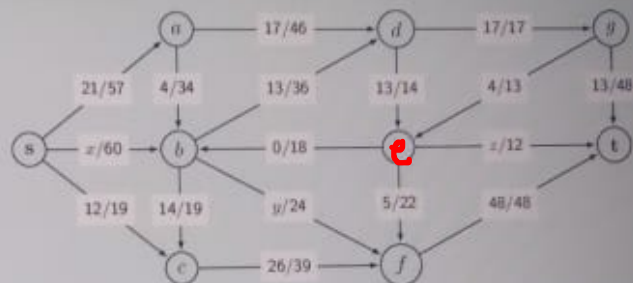 a 17/46 d 17/17 g
21/57 4/34 13/36 13/14 4/13 13/48
s x/60 b 0/18 e z/12 t
12/19 14/19 y/24 5/22 48/48
c 26/39 f